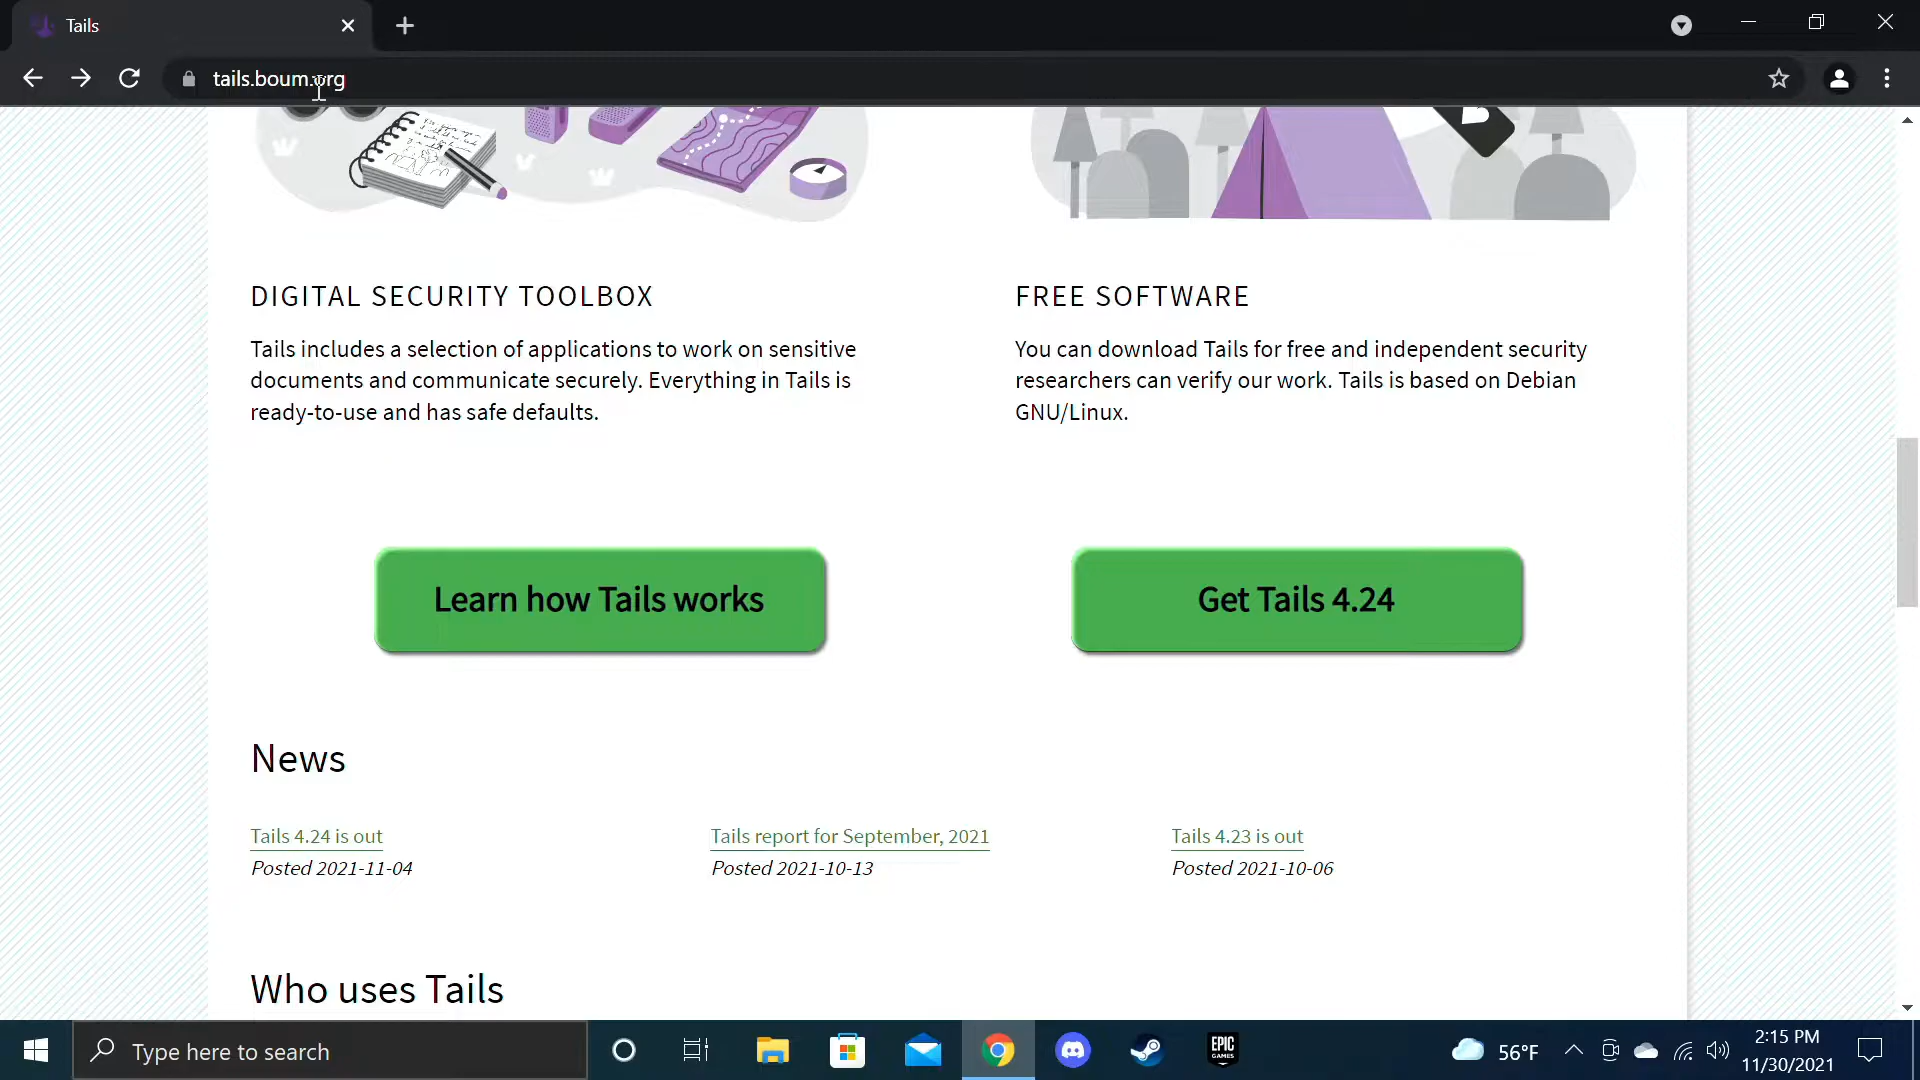 Tails
tails.boum.org
DIGITAL SECURITY TOOLBOX
Tails includes a selection of applications to work on sensitive
documents and communicate securely. Everything in Tails is
ready-to-use and has safe defaults.
FREE SOFTWARE
You can download Tails for free and independent security
researchers can verify our work. Tails is based on Debian
GNU/Linux.
Learn how Tails works
Get Tails 4.24
News
Tails 4.24 is out
Posted 2021-11-04
Tails report for September, 2021
Posted 2021-10-13
Tails 4.23 is out
Posted 2021-10-06
Who uses Tails
Type here to search
EPIC
GAMES
56°F
2:15 PM
11/30/2021